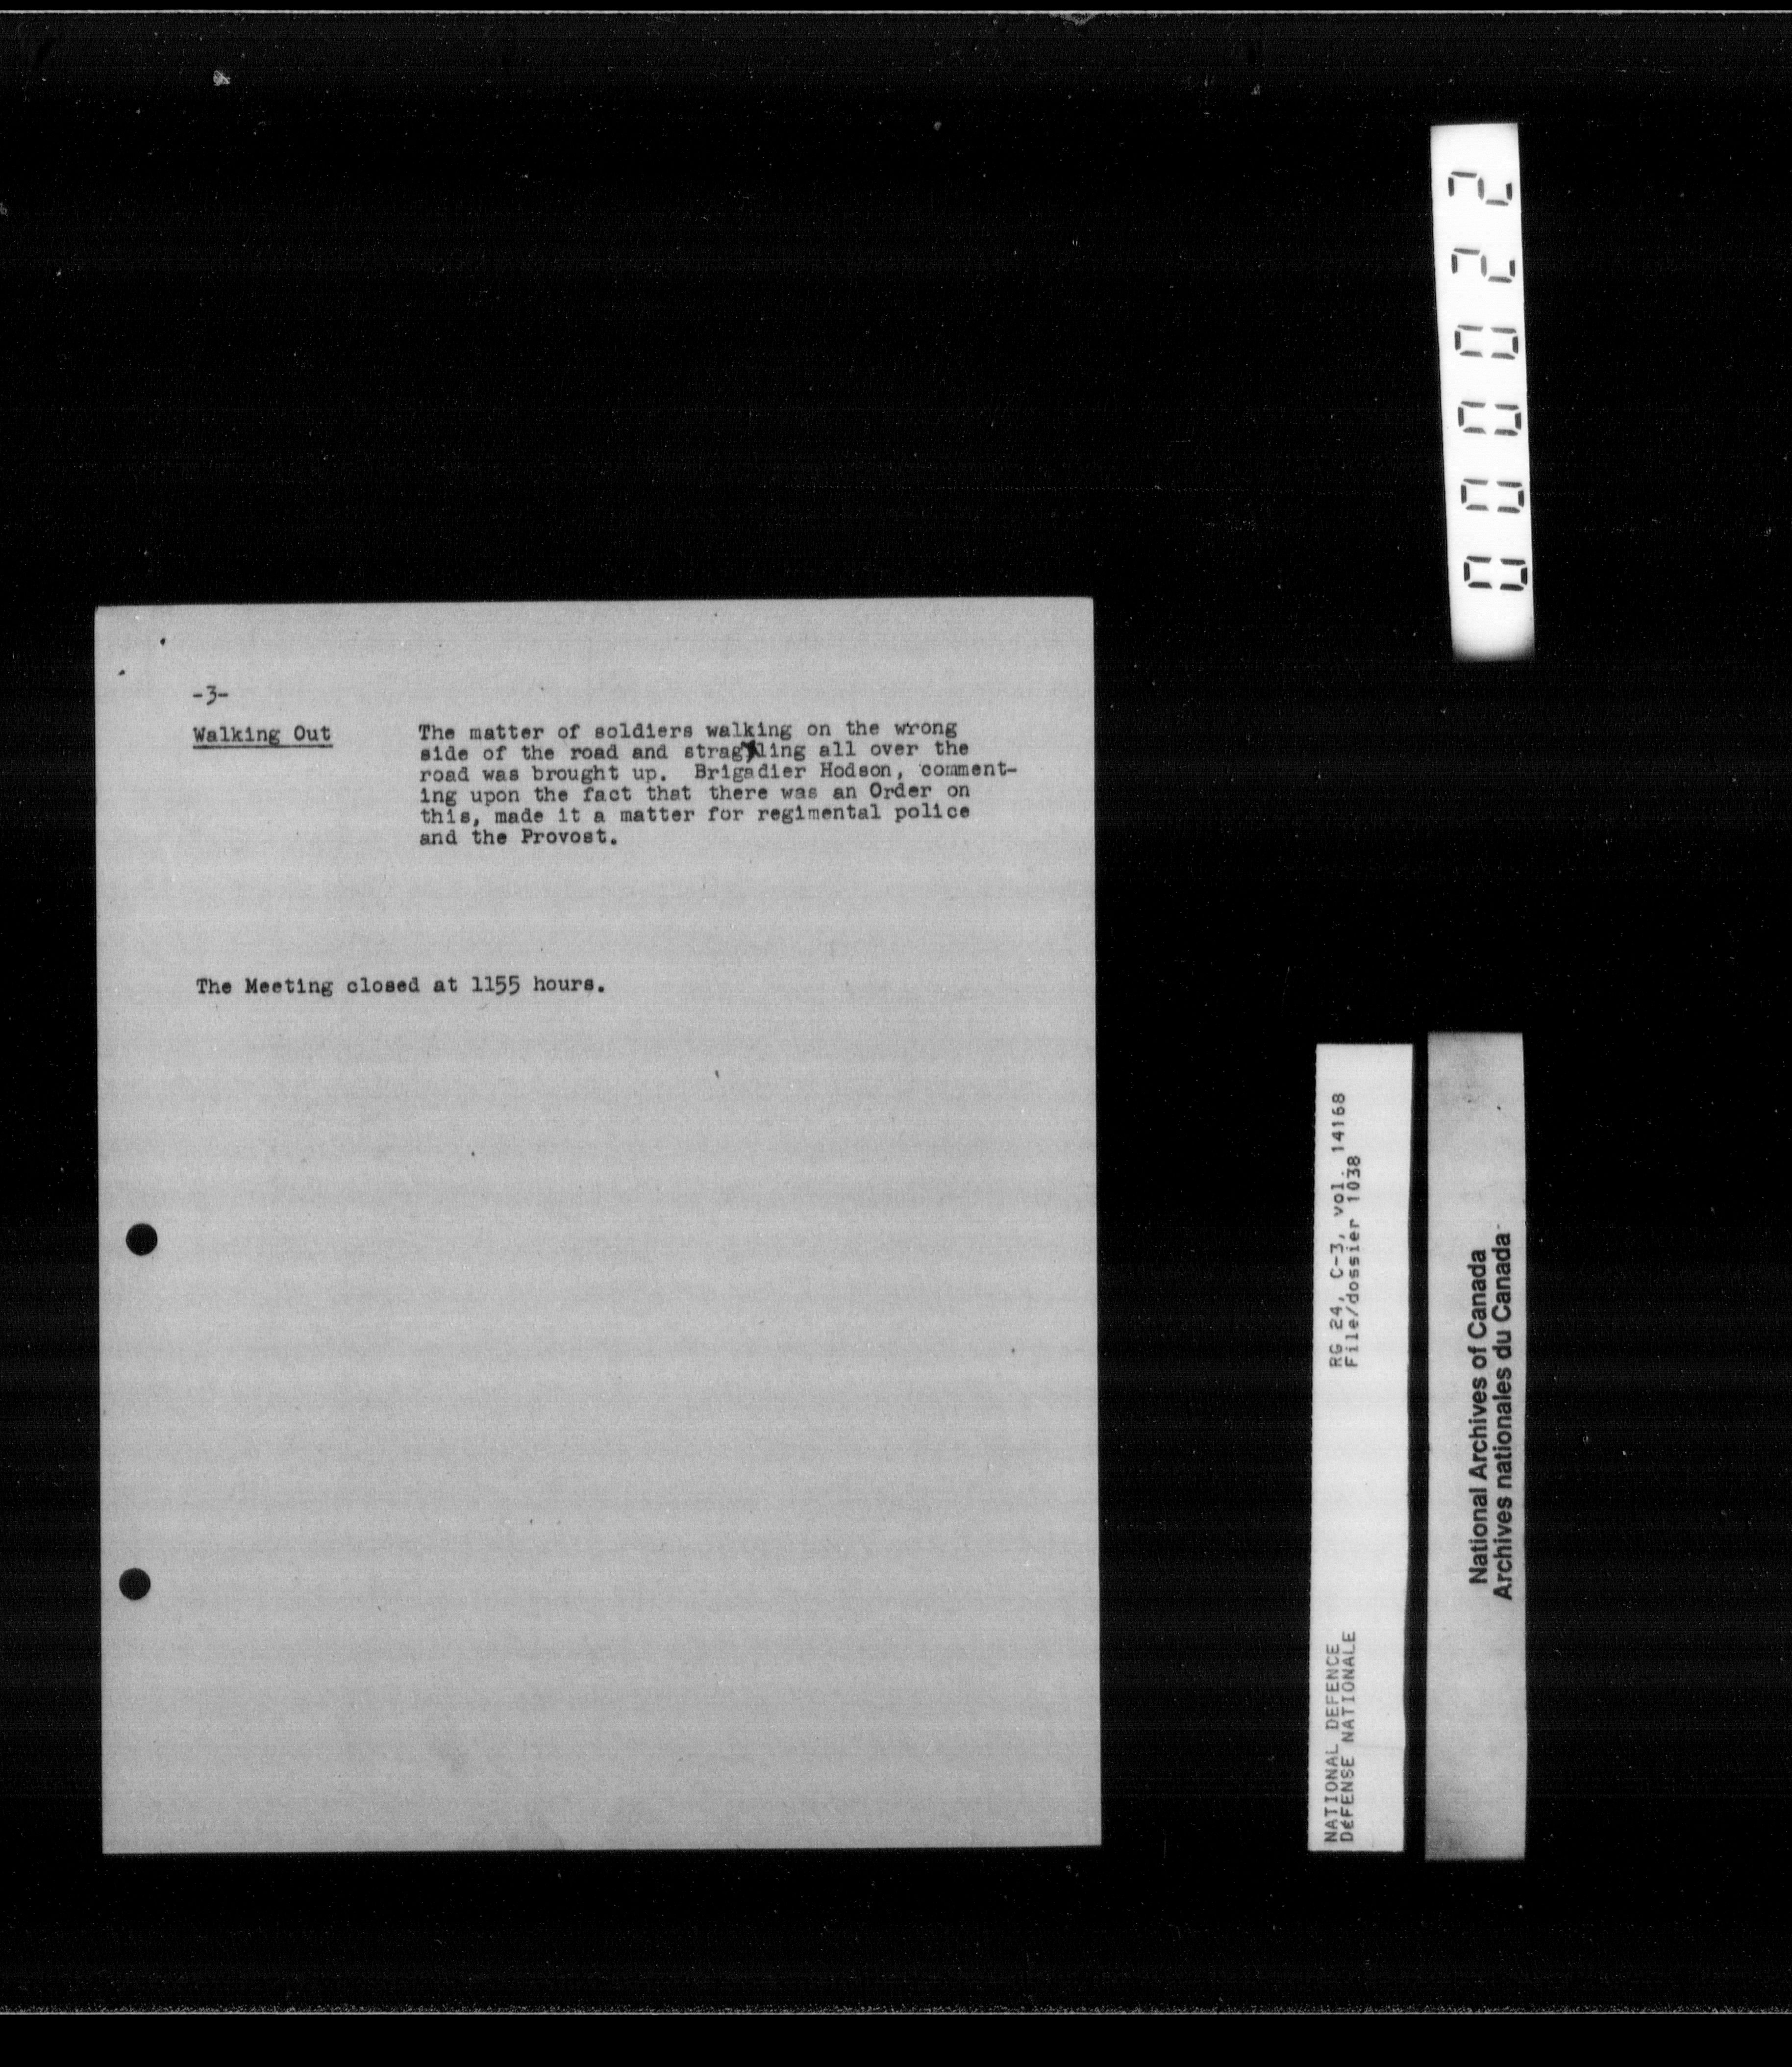 -3-
Walking Out
The matter of soldiers walking on the wrong
side of the road and straggling all over the
road was brought up. Brigadier Hodson, comment-
ing upon the fact that there was an Order on
this, made it a matter for regimental police
and the Provost.
The Meeting closed at 1155 hours.
000022
RG 24, C-3, vol. 14168
File/dossier 1038
NATIONAL DEFENCE
DÉFENSE NATIONALE
National Archives of Canada
Archives nationales du Canada